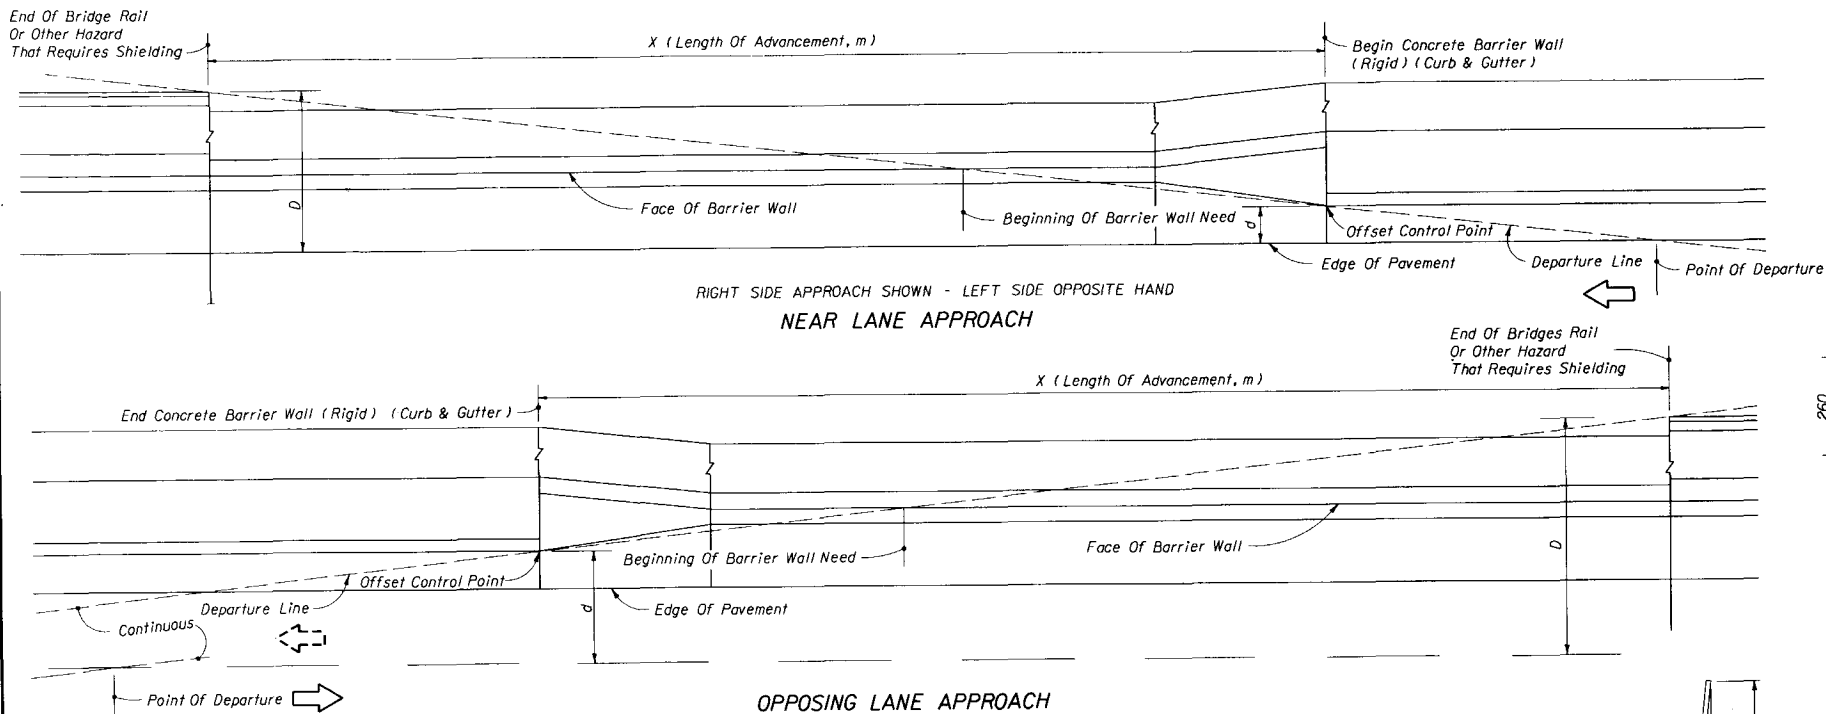 End Of Bridge Rail
Or Other Hazard
That Requires Shielding
X (Length Of Advancement, m)
Begin Concrete Barrier Wall
(Rigid) (Curb & Gutter)
D
Face Of Barrier Wall
Beginning Of Barrier Wall Need
d
Offset Control Point
Edge Of Pavement
Departure Line
Point Of Departure
RIGHT SIDE APPROACH SHOWN - LEFT SIDE OPPOSITE HAND
NEAR LANE APPROACH
End Of Bridges Rail
Or Other Hazard
That Requires Shielding
X (Length Of Advancement, m)
End Concrete Barrier Wall (Rigid) (Curb & Gutter)
260
Beginning Of Barrier Wall Need
Face Of Barrier Wall
D
Offset Control Point
Departure Line
d
Edge Of Pavement
Continuous
Point Of Departure
OPPOSING LANE APPROACH